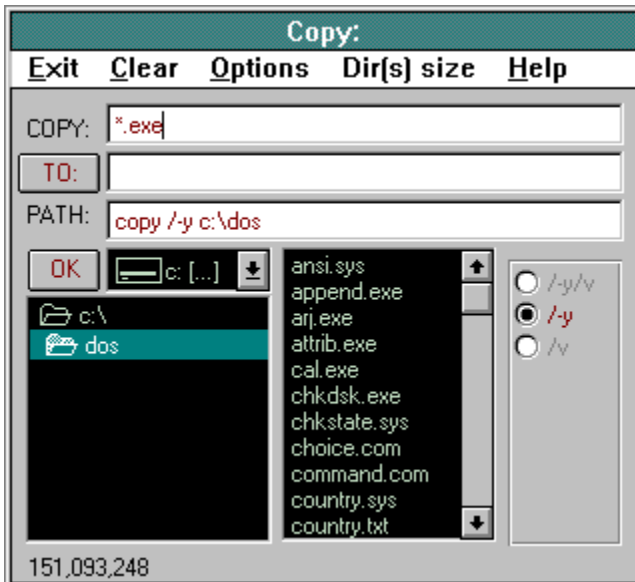 Copy:
Exit Clear Options Dir(s) size Help
COPY: *.exe
TO:
PATH: copy /-y c:\dos
OK
c: [...]
c:\
dos
ansi.sys
append.exe
arj.exe
attrib.exe
cal.exe
chkdsk.exe
chkstate.sys
choice.com
command.com
country.sys
country.txt
/-y/v
/-y
/v
151,093,248